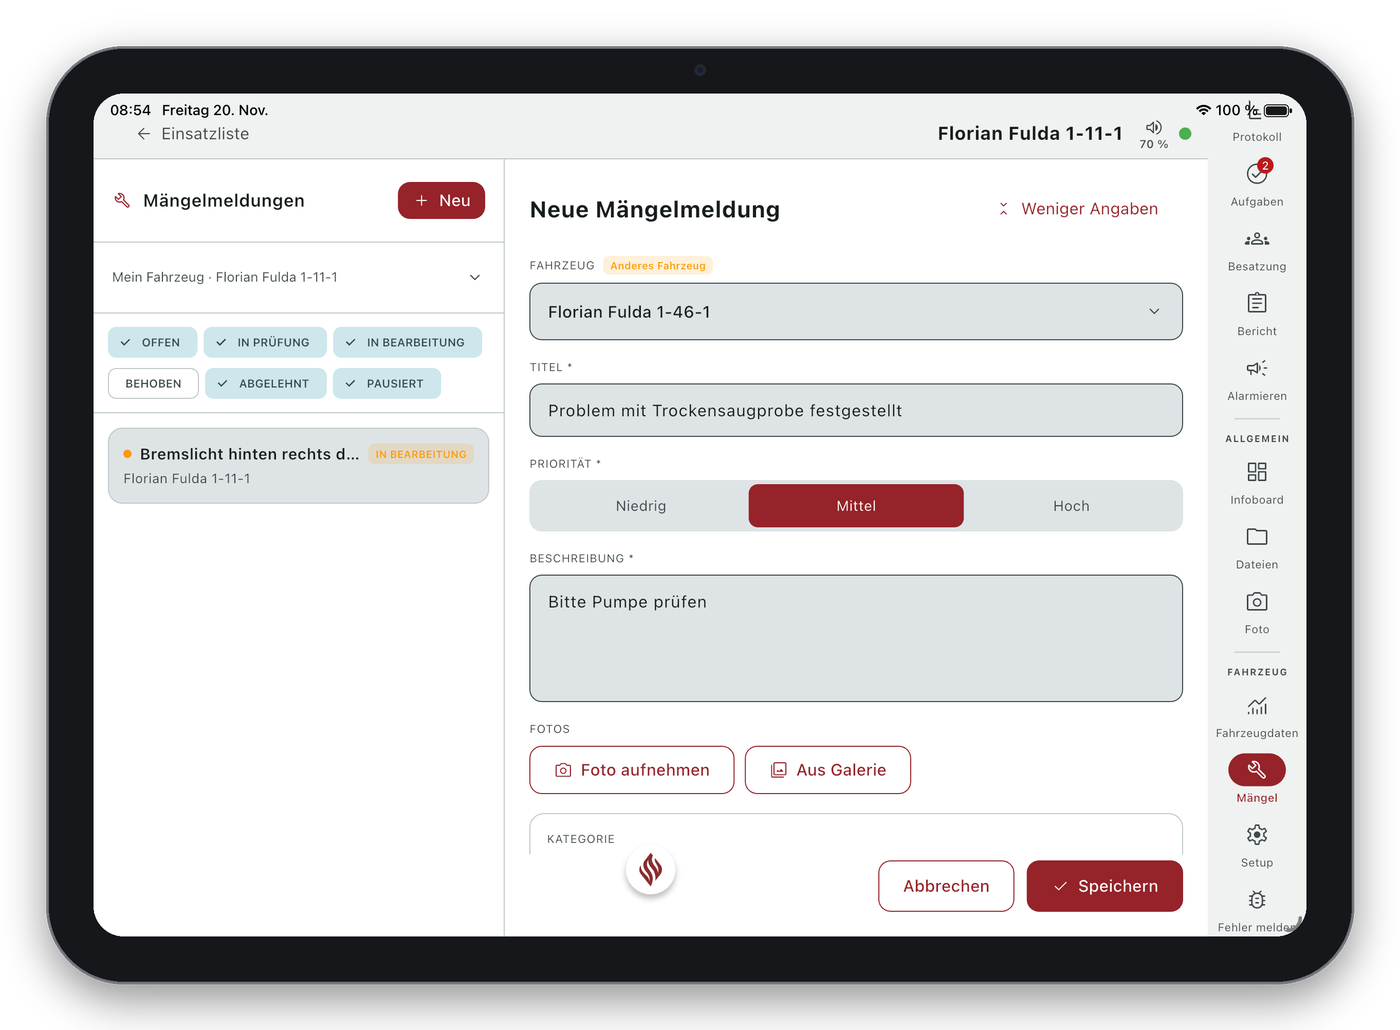 08:54 Freitag 20. Nov.
100 %
Einsatzliste
Florian Fulda 1-11-1
70 %
Mängelmeldungen
+ Neu
Mein Fahrzeug · Florian Fulda 1-11-1
OFFEN
IN PRÜFUNG
IN BEARBEITUNG
BEHOBEN
ABGELEHNT
PAUSIERT
Bremslicht hinten rechts d...
IN BEARBEITUNG
Florian Fulda 1-11-1
Neue Mängelmeldung
Weniger Angaben
FAHRZEUG
Anderes Fahrzeug
Florian Fulda 1-46-1
TITEL *
Problem mit Trockensaugprobe festgestellt
PRIORITÄT *
Niedrig
Mittel
Hoch
BESCHREIBUNG *
Bitte Pumpe prüfen
FOTOS
Foto aufnehmen
Aus Galerie
KATEGORIE
Abbrechen
Speichern
Protokoll
2
Aufgaben
Besatzung
Bericht
Alarmieren
ALLGEMEIN
Infoboard
Dateien
Foto
FAHRZEUG
Fahrzeugdaten
Mängel
Setup
Fehler melden